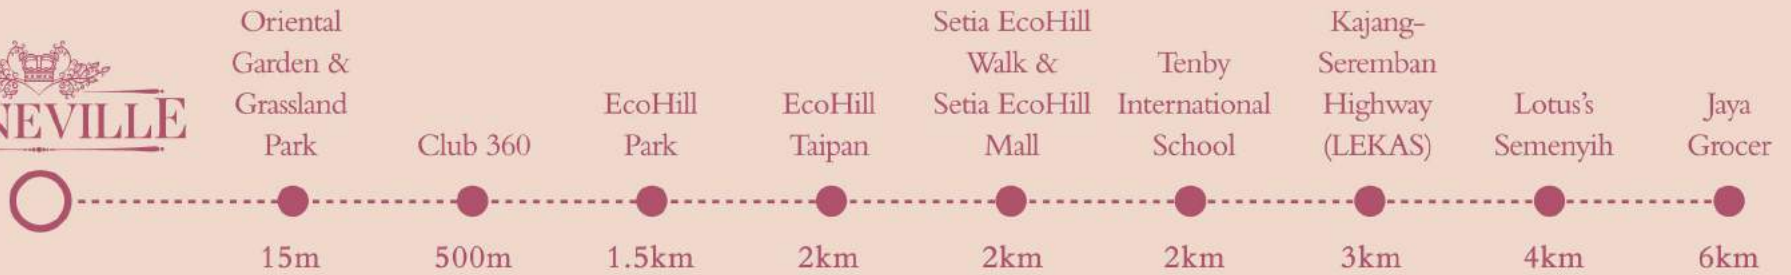 NEVILLE
Oriental
Garden &
Grassland
Park
15m
Club 360
500m
EcoHill
Park
1.5km
EcoHill
Taipan
2km
Setia EcoHill
Walk &
Setia EcoHill
Mall
2km
Tenby
International
School
2km
Kajang-
Seremban
Highway
(LEKAS)
3km
Lotus's
Semenyih
4km
Jaya
Grocer
6km